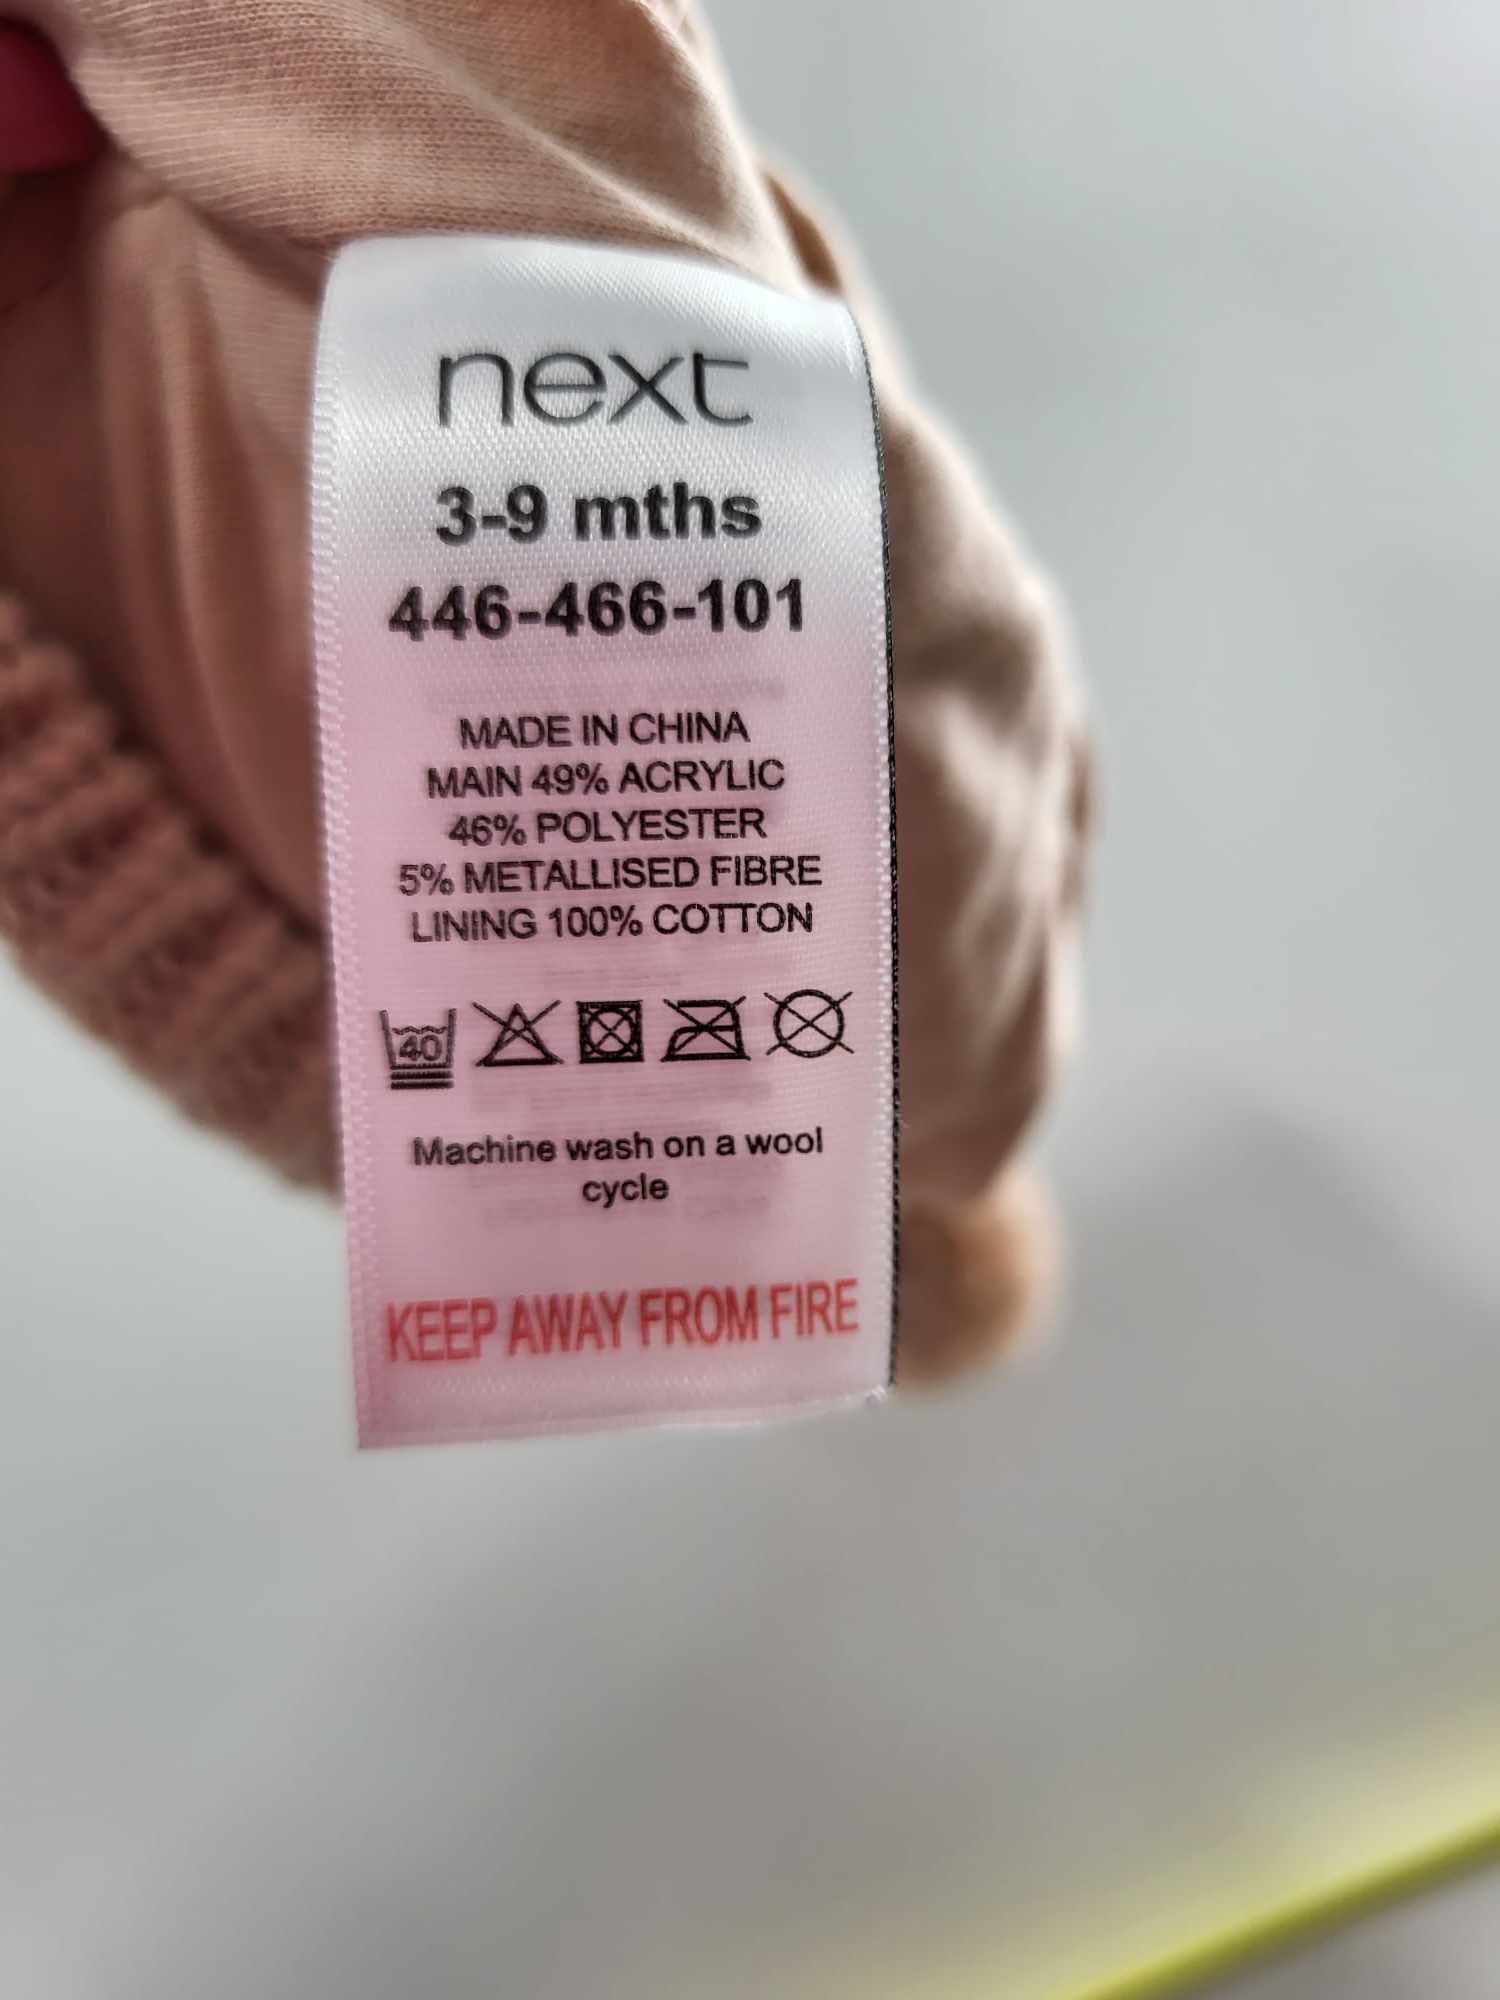 next
3-9 mths
446-466-101
MADE IN CHINA
MAIN 49% ACRYLIC
46% POLYESTER
5% METALLISED FIBRE
LINING 100% COTTON
40
Machine wash on a wool
cycle
KEEP AWAY FROM FIRE